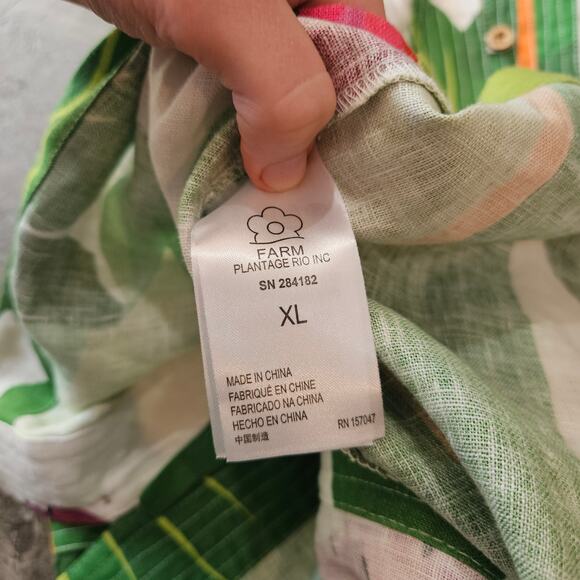 FARM
PLANTAGE RIO INC
SN 284182
XL
MADE IN CHINA
FABRIQUÉ EN CHINE
FABRICADO NA CHINA
HECHO EN CHINA
中国制造
RN 157047